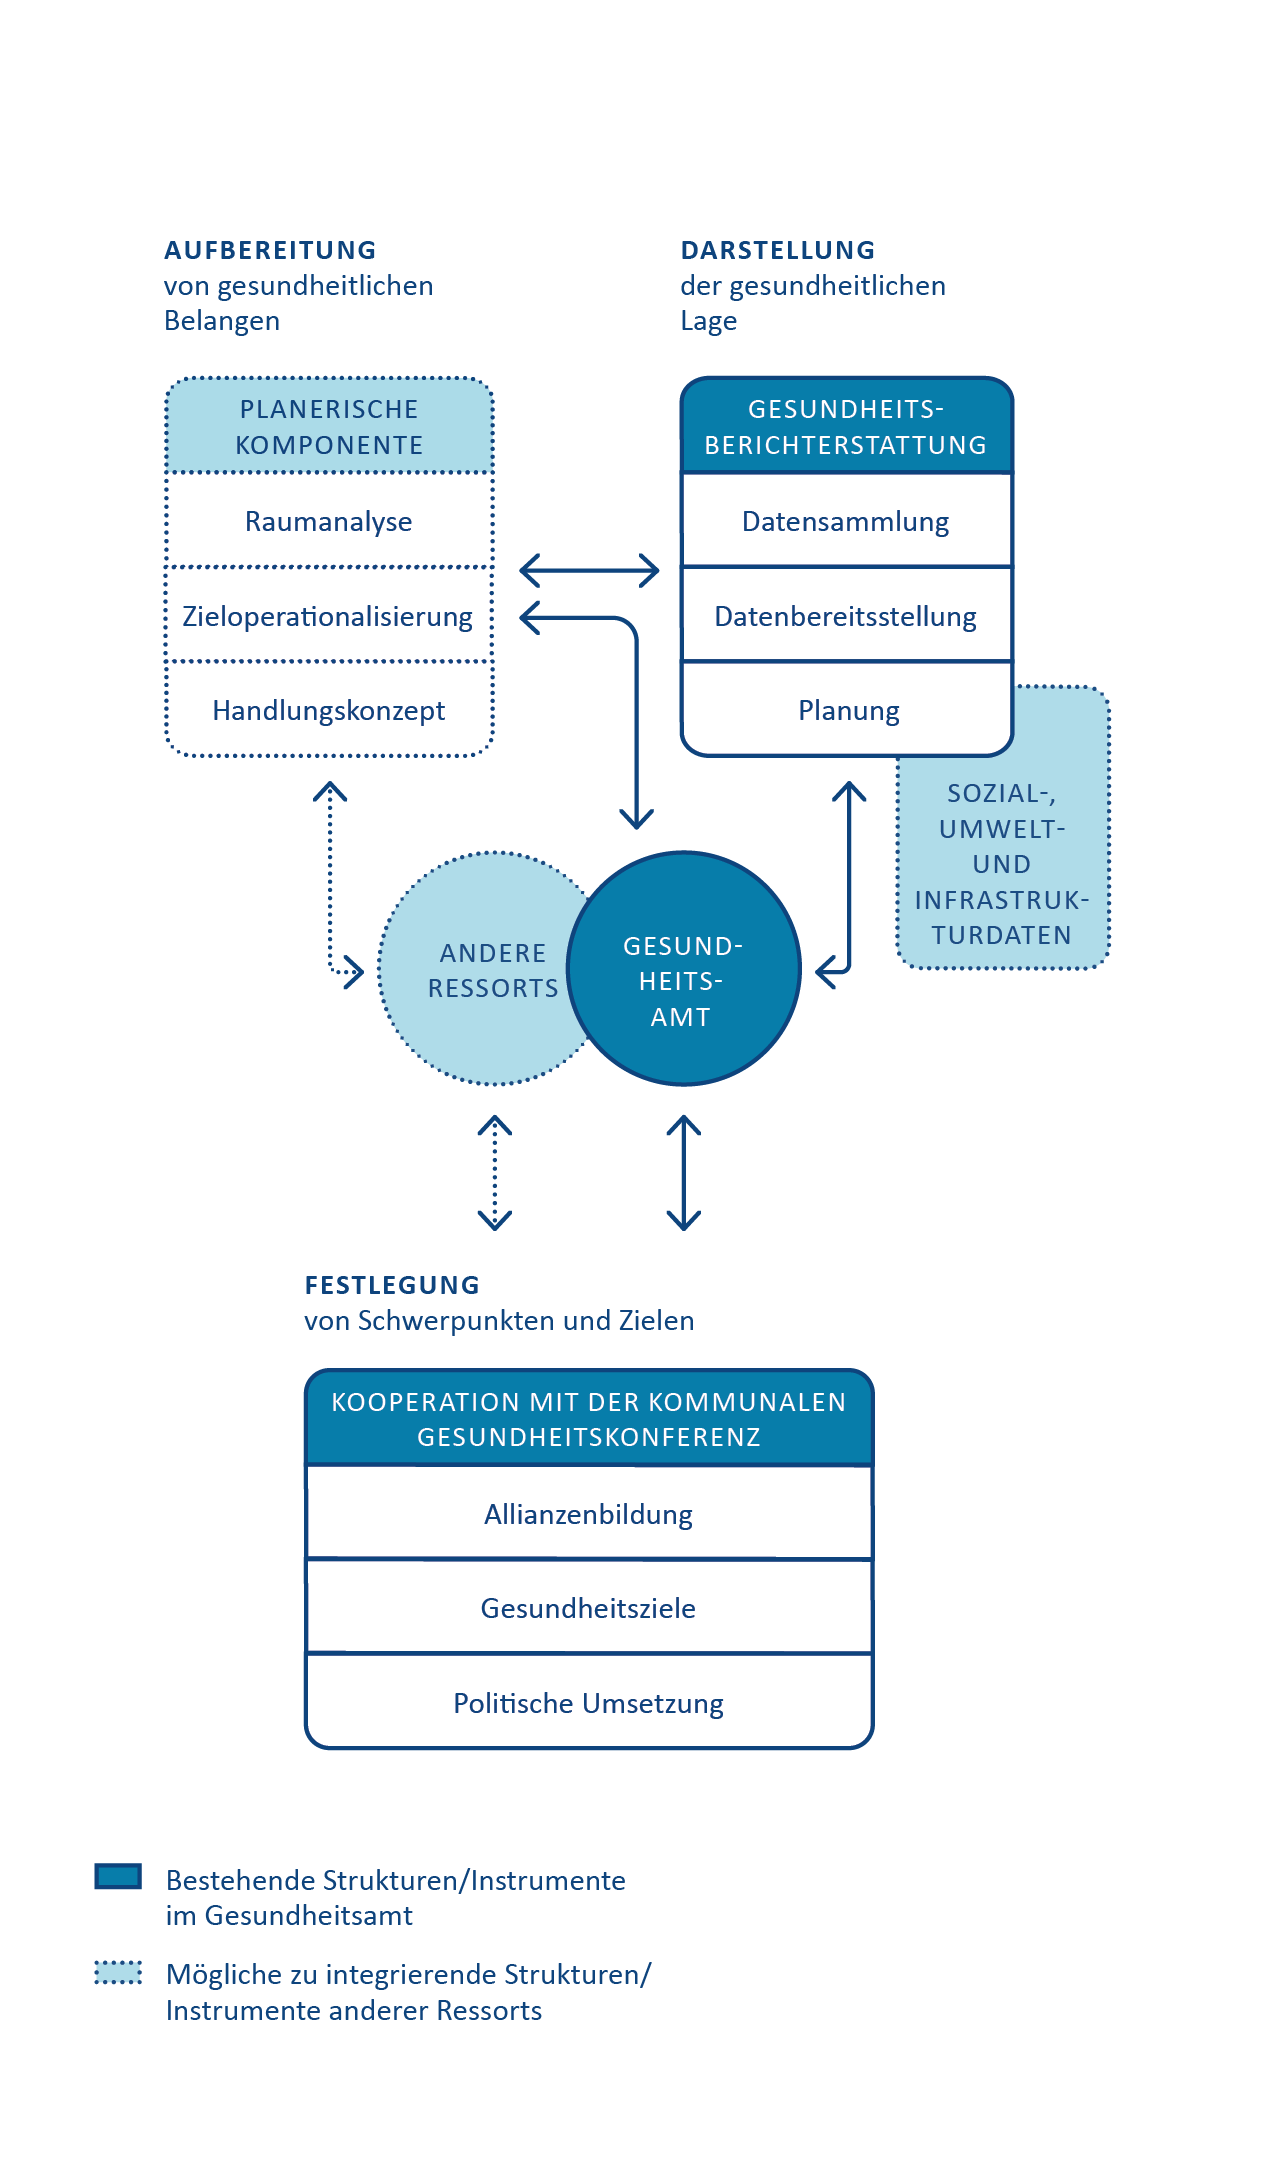 AUFBEREITUNG
von gesundheitlichen
Belangen
DARSTELLUNG
der gesundheitlichen
Lage
PLANERISCHE
KOMPONENTE
Raumanalyse
Zieloperationalisierung
Handlungskonzept
GESUNDHEITS-
BERICHTERSTATTUNG
Datensammlung
Datenbereitsstellung
Planung
SOZIAL-,
UMWELT-
UND
INFRASTRUK-
TURDATEN
ANDERE
RESSORTS
GESUND-
HEITS-
AMT
FESTLEGUNG
von Schwerpunkten und Zielen
KOOPERATION MIT DER KOMMUNALEN
GESUNDHEITSKONFERENZ
Allianzenbildung
Gesundheitsziele
Politische Umsetzung
Bestehende Strukturen/Instrumente
im Gesundheitsamt
Mögliche zu integrierende Strukturen/
Instrumente anderer Ressorts